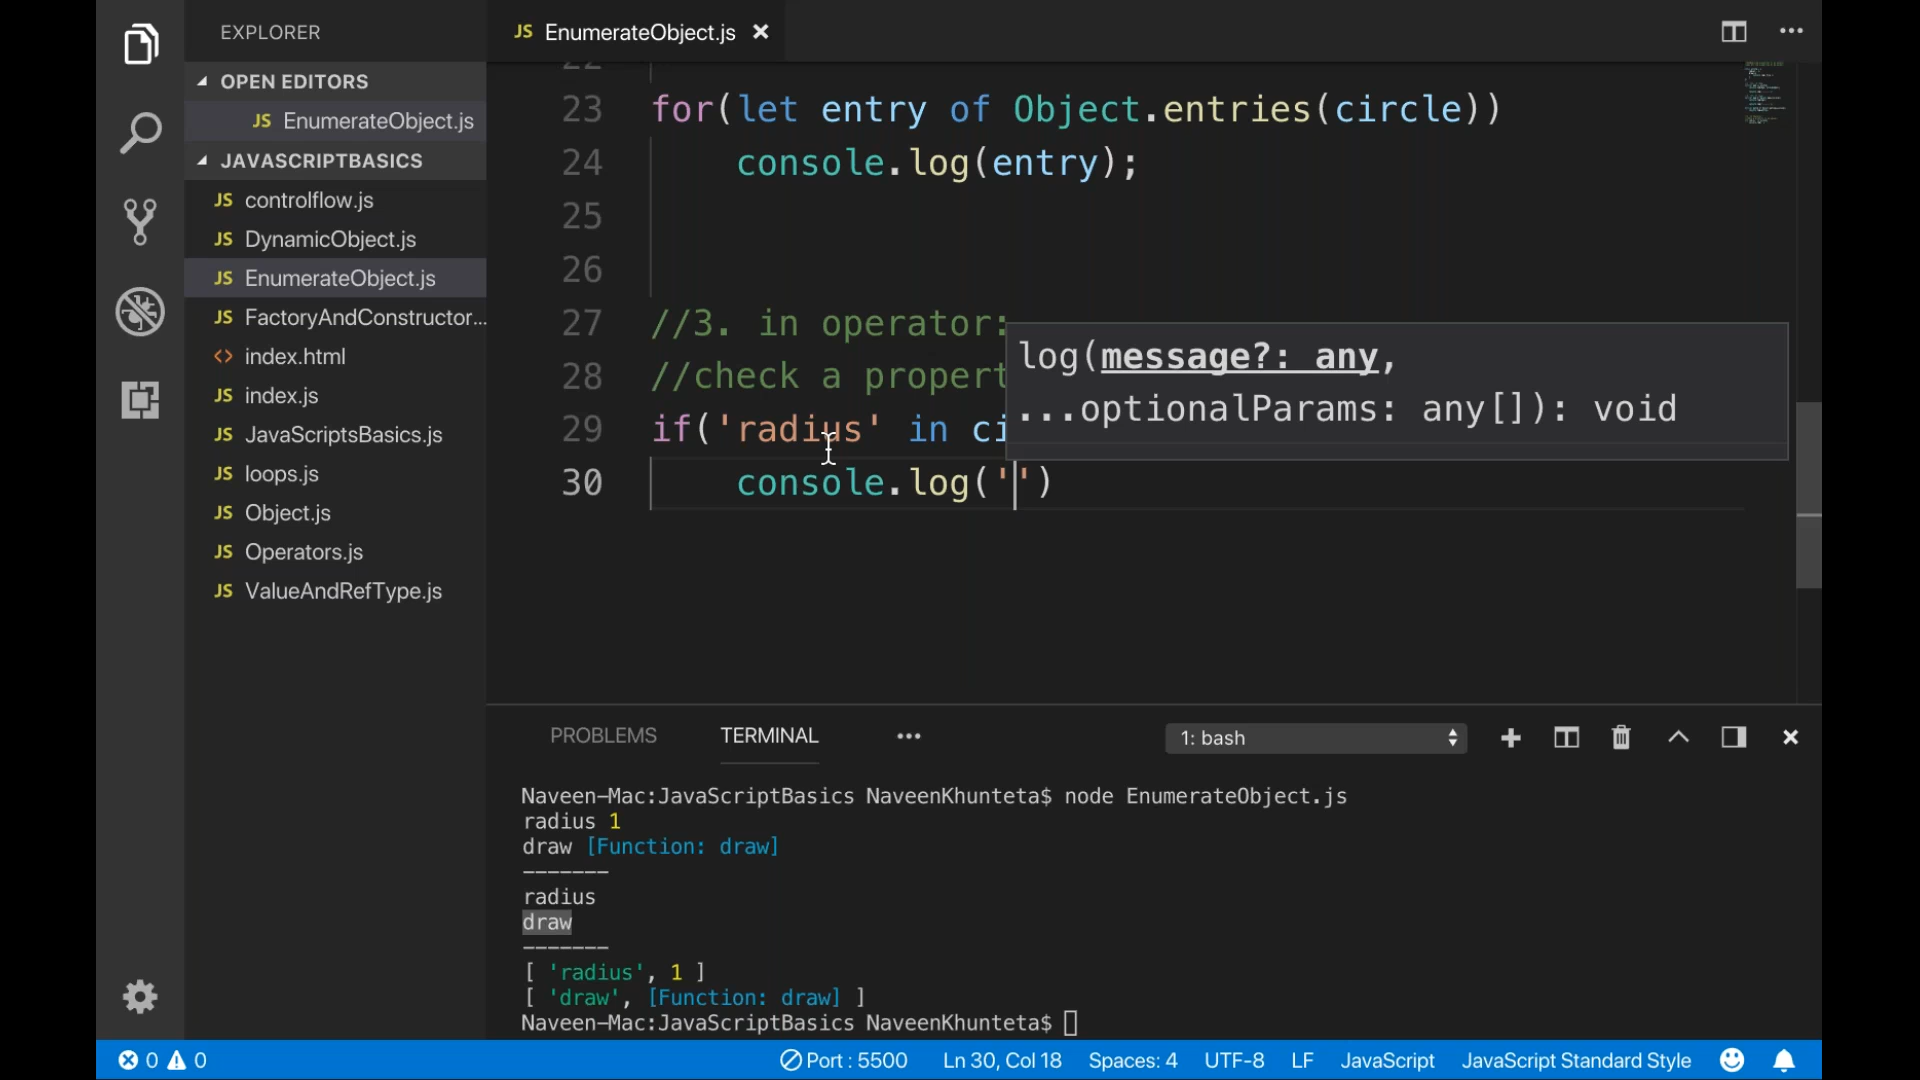 EXPLORER
JS EnumerateObject.js
OPEN EDITORS
JS EnumerateObject.js
JAVASCRIPTBASICS
JS controlflow.js
JS DynamicObject.js
JS EnumerateObject.js
JS FactoryAndConstructor...
<> index.html
JS index.js
JS JavaScriptsBasics.js
JS loops.js
JS Object.js
JS Operators.js
JS ValueAndRefType.js
22
23 for(let entry of Object.entries(circle))
24 console.log(entry);
25
26
27 //3. in operator:
28 //check a propert
29 if('radius' in ci
30 console.log('')
log(message?: any,
...optionalParams: any[]): void
PROBLEMS TERMINAL ••• 1: bash
Naveen-Mac:JavaScriptBasics NaveenKhunteta$ node EnumerateObject.js
radius 1
draw [Function: draw]
-------
radius
draw
-------
[ 'radius', 1 ]
[ 'draw', [Function: draw] ]
Naveen-Mac:JavaScriptBasics NaveenKhunteta$
0 0 Port : 5500 Ln 30, Col 18 Spaces: 4 UTF-8 LF JavaScript JavaScript Standard Style